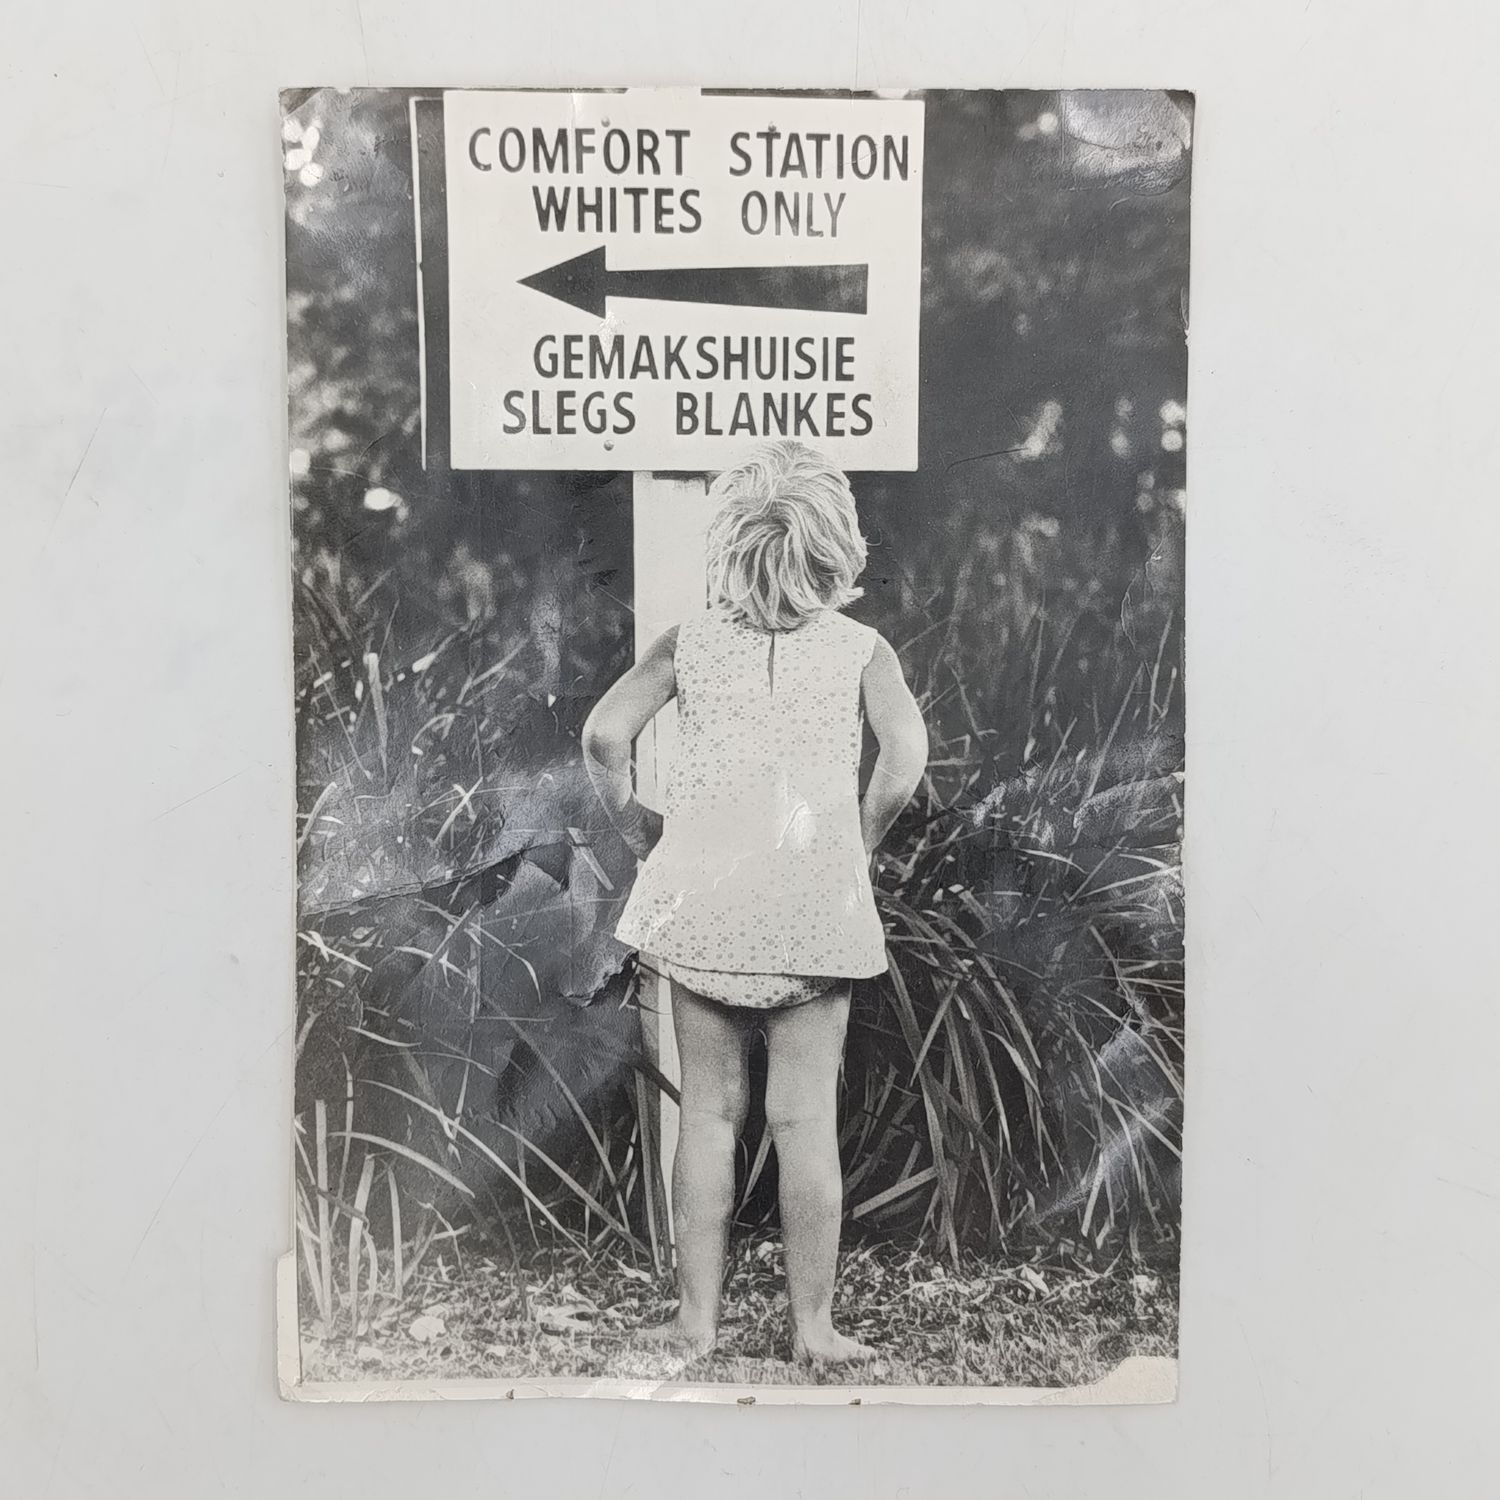 COMFORT STATION
WHITES ONLY
GEMAKSHUISIE
SLEGS BLANKES